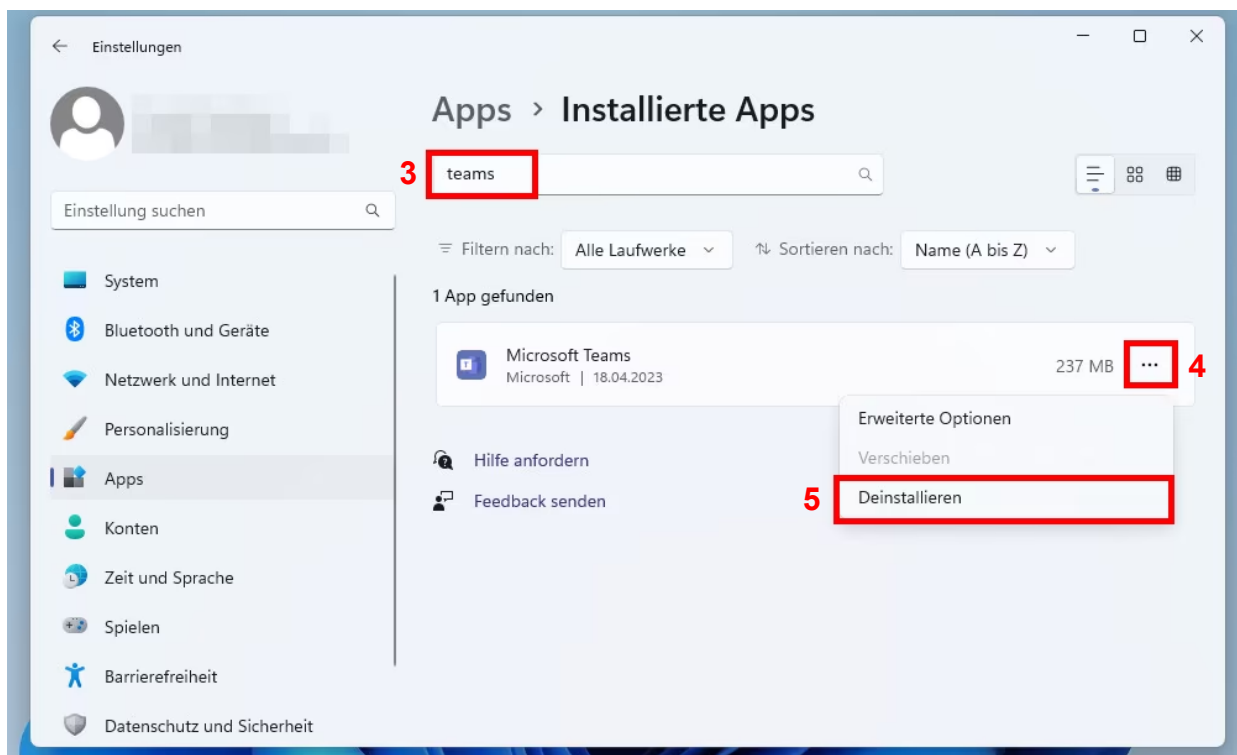 Einstellungen
Apps > Installierte Apps
3
teams
Einstellung suchen
Filtern nach: Alle Laufwerke
Sortieren nach: Name (A bis Z)
1 App gefunden
System
Bluetooth und Geräte
Netzwerk und Internet
Personalisierung
Apps
Konten
Zeit und Sprache
Spielen
Barrierefreiheit
Datenschutz und Sicherheit
Microsoft Teams
Microsoft | 18.04.2023
237 MB
...
4
Erweiterte Optionen
Verschieben
5
Deinstallieren
Hilfe anfordern
Feedback senden